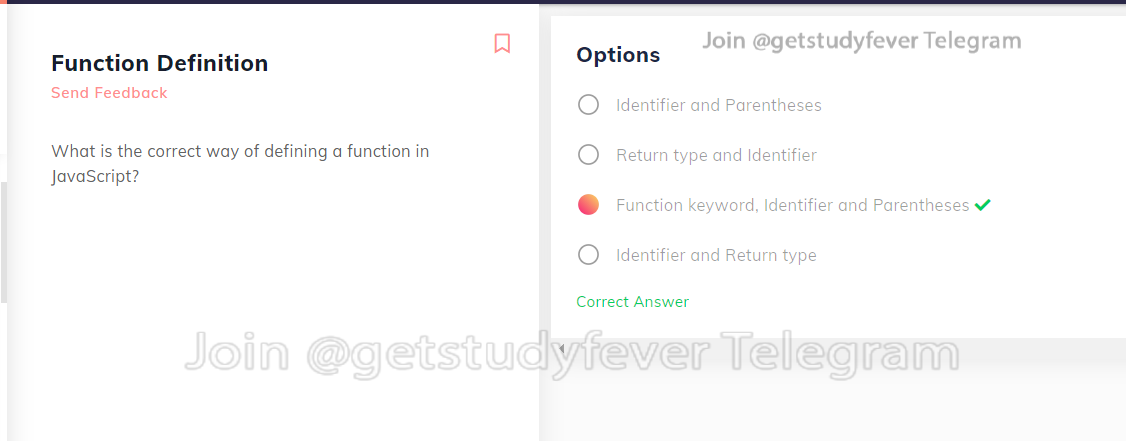 Function Definition
Send Feedback
What is the correct way of defining a function in
JavaScript?
Join @getstudyfever Telegram
Options
Identifier and Parentheses
Return type and Identifier
Function keyword, Identifier and Parentheses
Identifier and Return type
Correct Answer
Join @getstudyfever Telegram